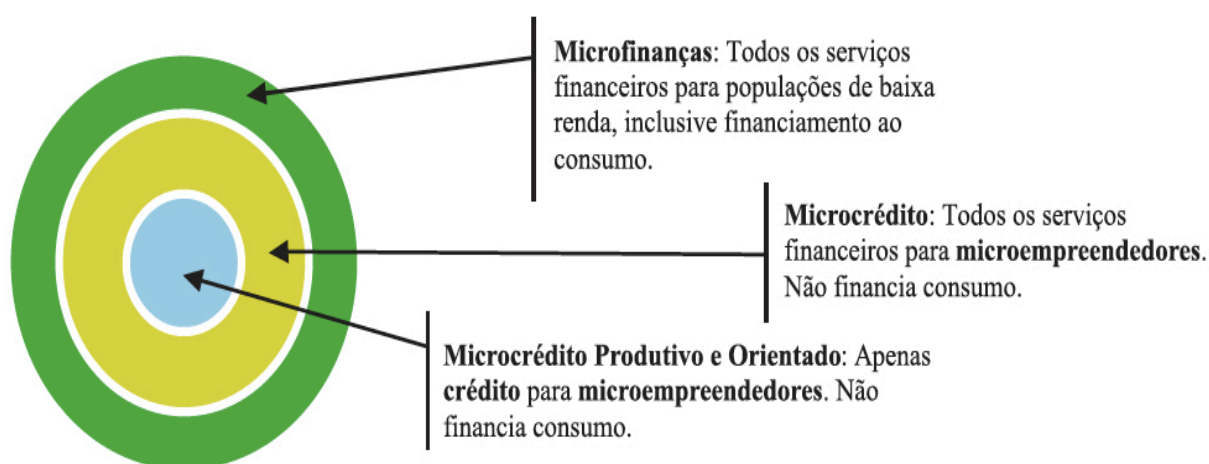 Microfinanças: Todos os serviços
financeiros para populações de baixa
renda, inclusive financiamento ao
consumo.
Microcrédito: Todos os serviços
financeiros para microempreendedores.
Não financia consumo.
Microcrédito Produtivo e Orientado: Apenas
crédito para microempreendedores. Não
financia consumo.